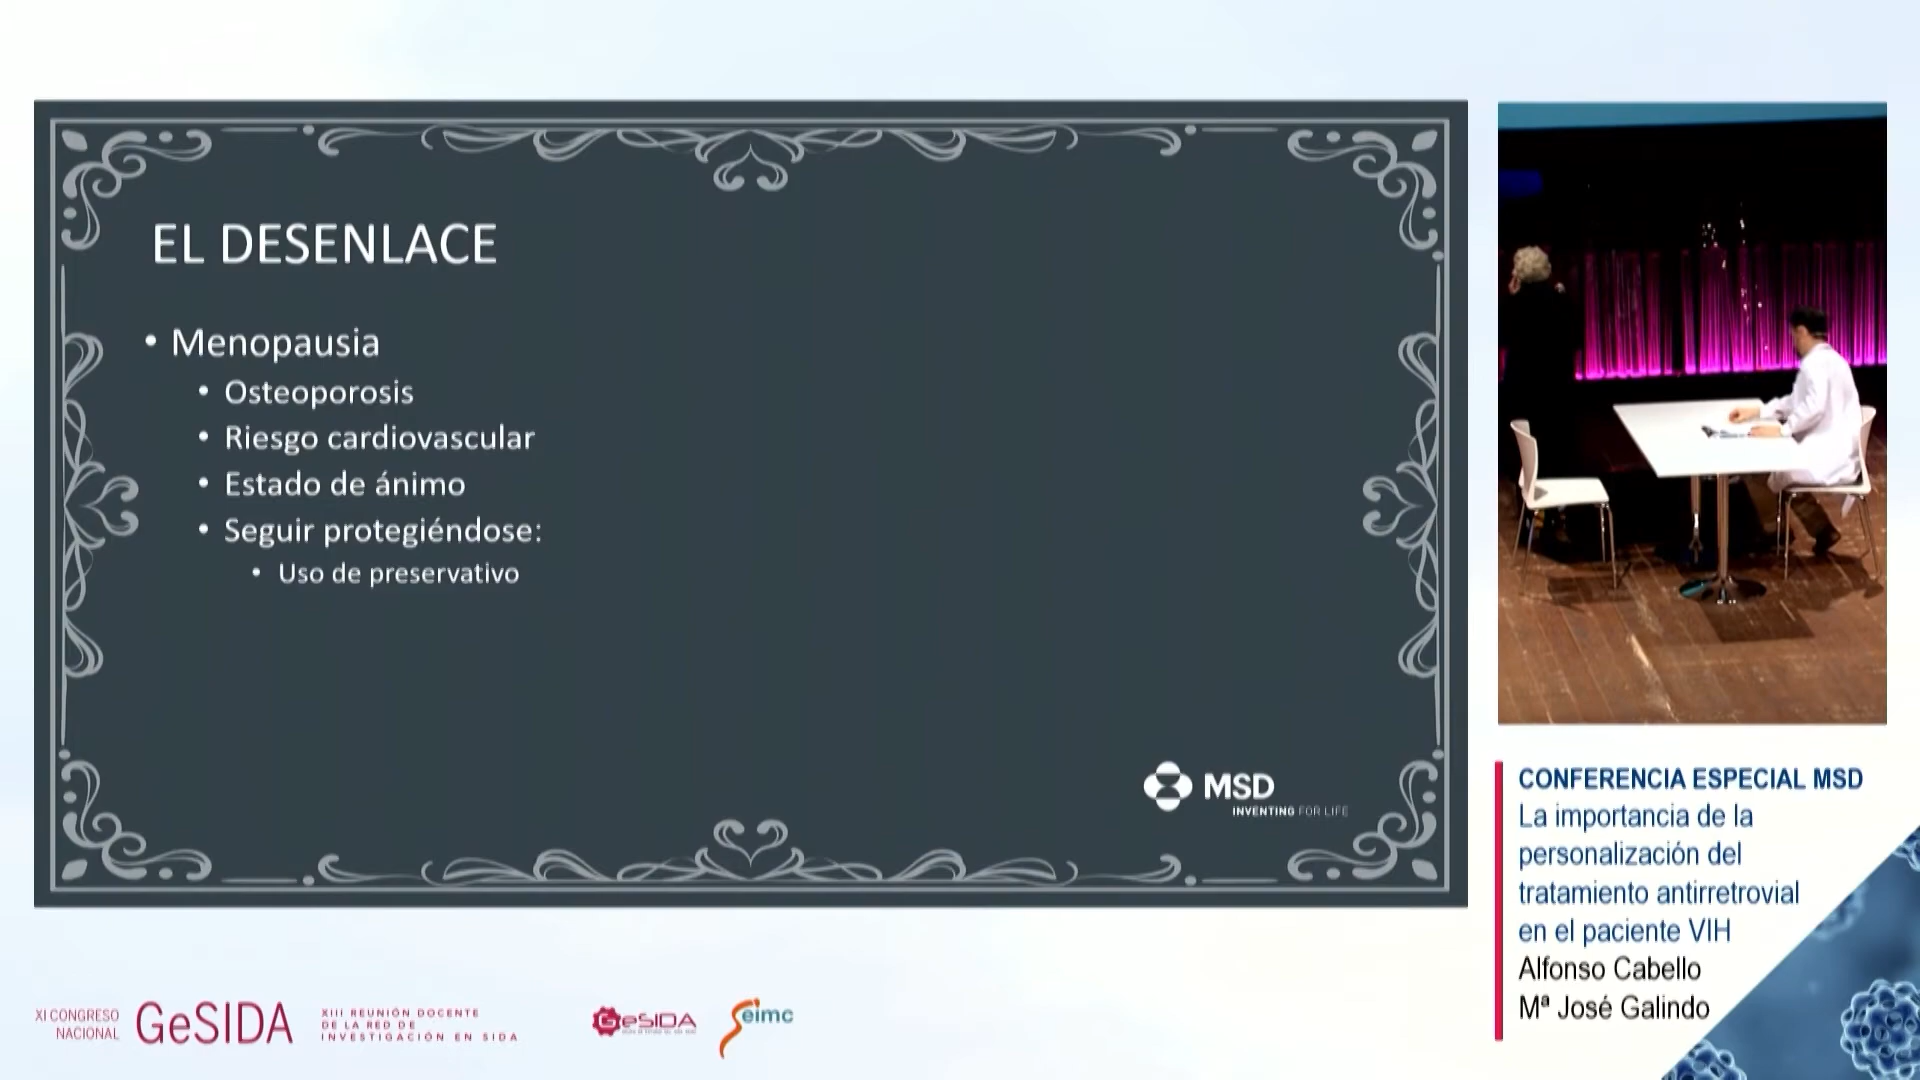 EL DESENLACE
• Menopausia
• Osteoporosis
• Riesgo cardiovascular
• Estado de ánimo
• Seguir protegiéndose:
• Uso de preservativo
MSD
INVENTING FOR LIFE
CONFERENCIA ESPECIAL MSD
La importancia de la
personalización del
tratamiento antirretrovial
en el paciente VIH
Alfonso Cabello
Mª José Galindo
XI CONGRESO
NACIONAL
GeSIDA
XIII REUNIÓN DOCENTE
DE LA RED DE
INVESTIGACIÓN EN SIDA
GeSIDA
Seimc